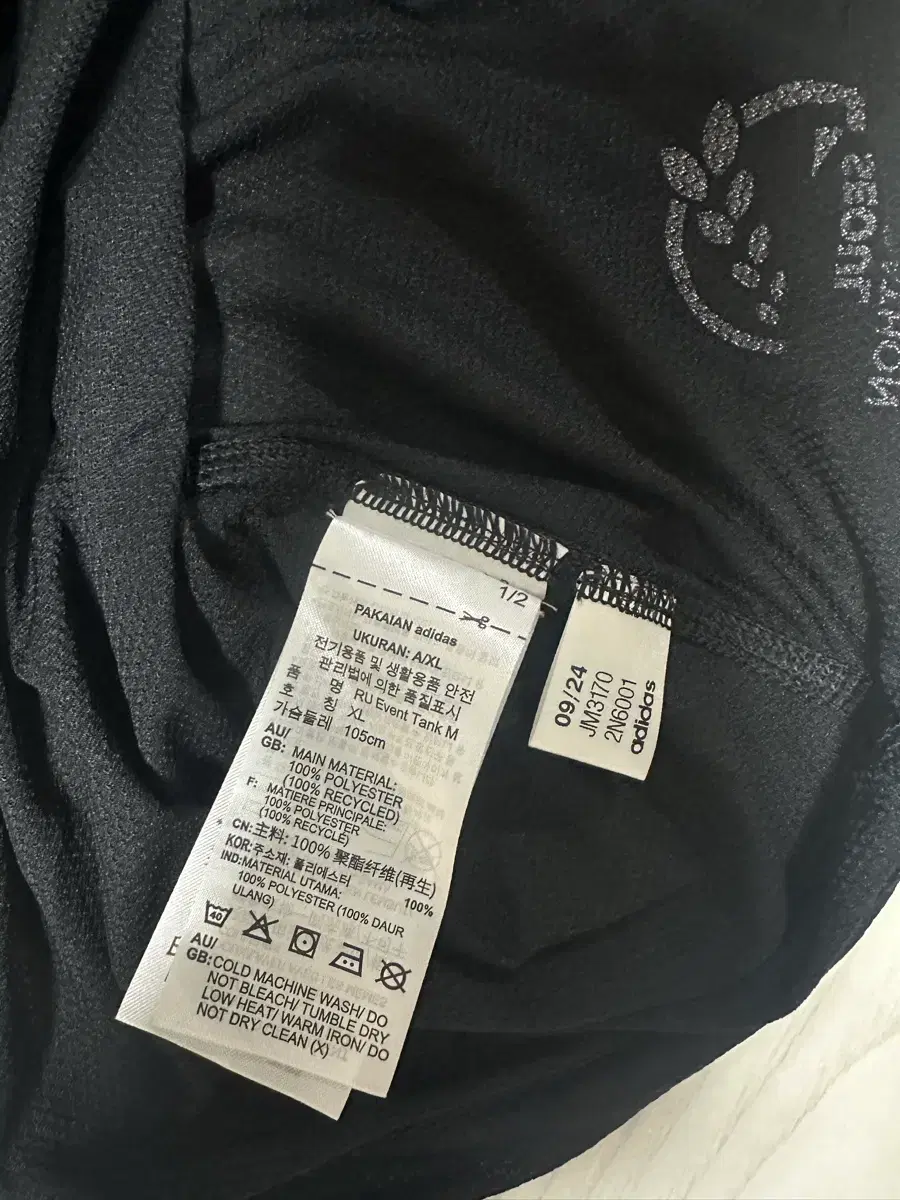 SEOUL
1/2
PAKAIAN adidas
UKURAN: A/XL
전기용품 및 생활용품 안전
관리법에 의한 품질표시
품 명 RU Event Tank M
호 칭 XL
가슴둘레 105cm
AU/
GB: MAIN MATERIAL:
100% POLYESTER
(100% RECYCLED)
F: MATIERE PRINCIPALE:
100% POLYESTER
(100% RECYCLE)
CN: 主料: 100% 聚酯纤维(再生)
KOR: 주소재: 폴리에스터 100%
IND: MATERIAL UTAMA:
100% POLYESTER (100% DAUR
ULANG)
40
AU/
GB: COLD MACHINE WASH/ DO
NOT BLEACH/ TUMBLE DRY
LOW HEAT/ WARM IRON/ DO
NOT DRY CLEAN (X)
09/24
JM3170
2N6001
adidas